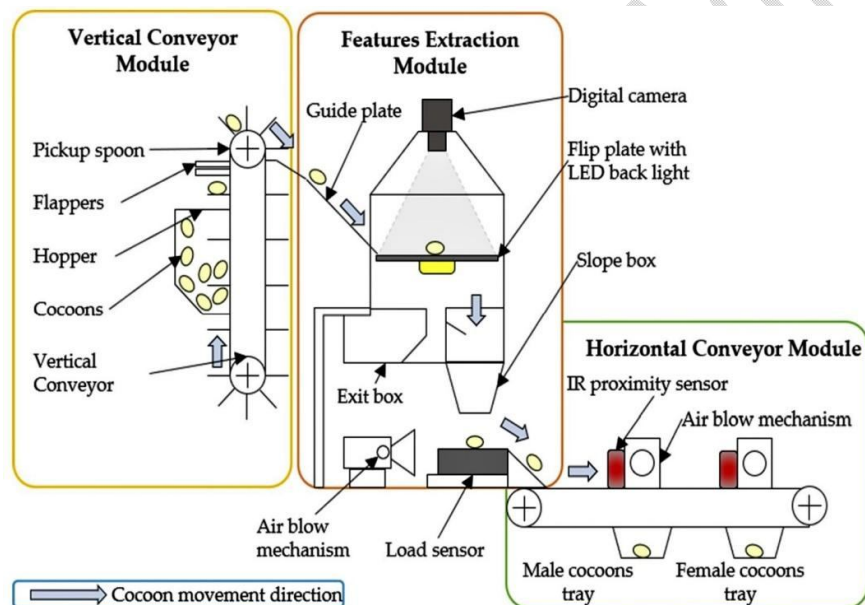 Vertical Conveyor
Module
Pickup spoon
Flappers
Hopper
Cocoons
Vertical
Conveyor
Features Extraction
Module
Guide plate
Digital camera
Flip plate with
LED back light
Slope box
Exit box
Air blow
mechanism
Load sensor
Horizontal Conveyor Module
IR proximity sensor
Air blow mechanism
Male cocoons
tray
Female cocoons
tray
Cocoon movement direction